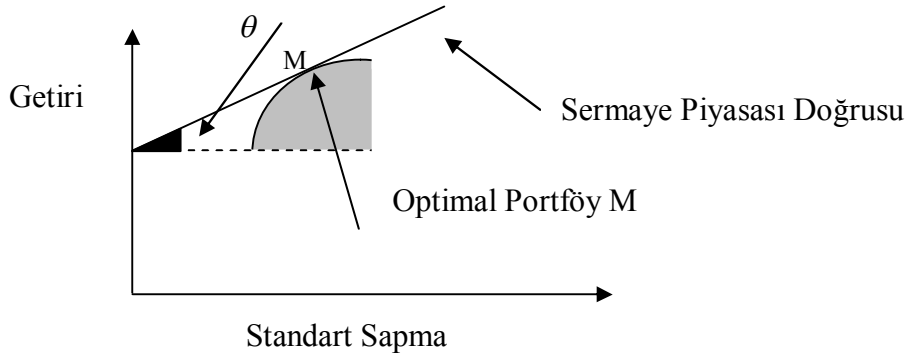 θ
M
Getiri
Sermaye Piyasası Doğrusu
Optimal Portföy M
Standart Sapma